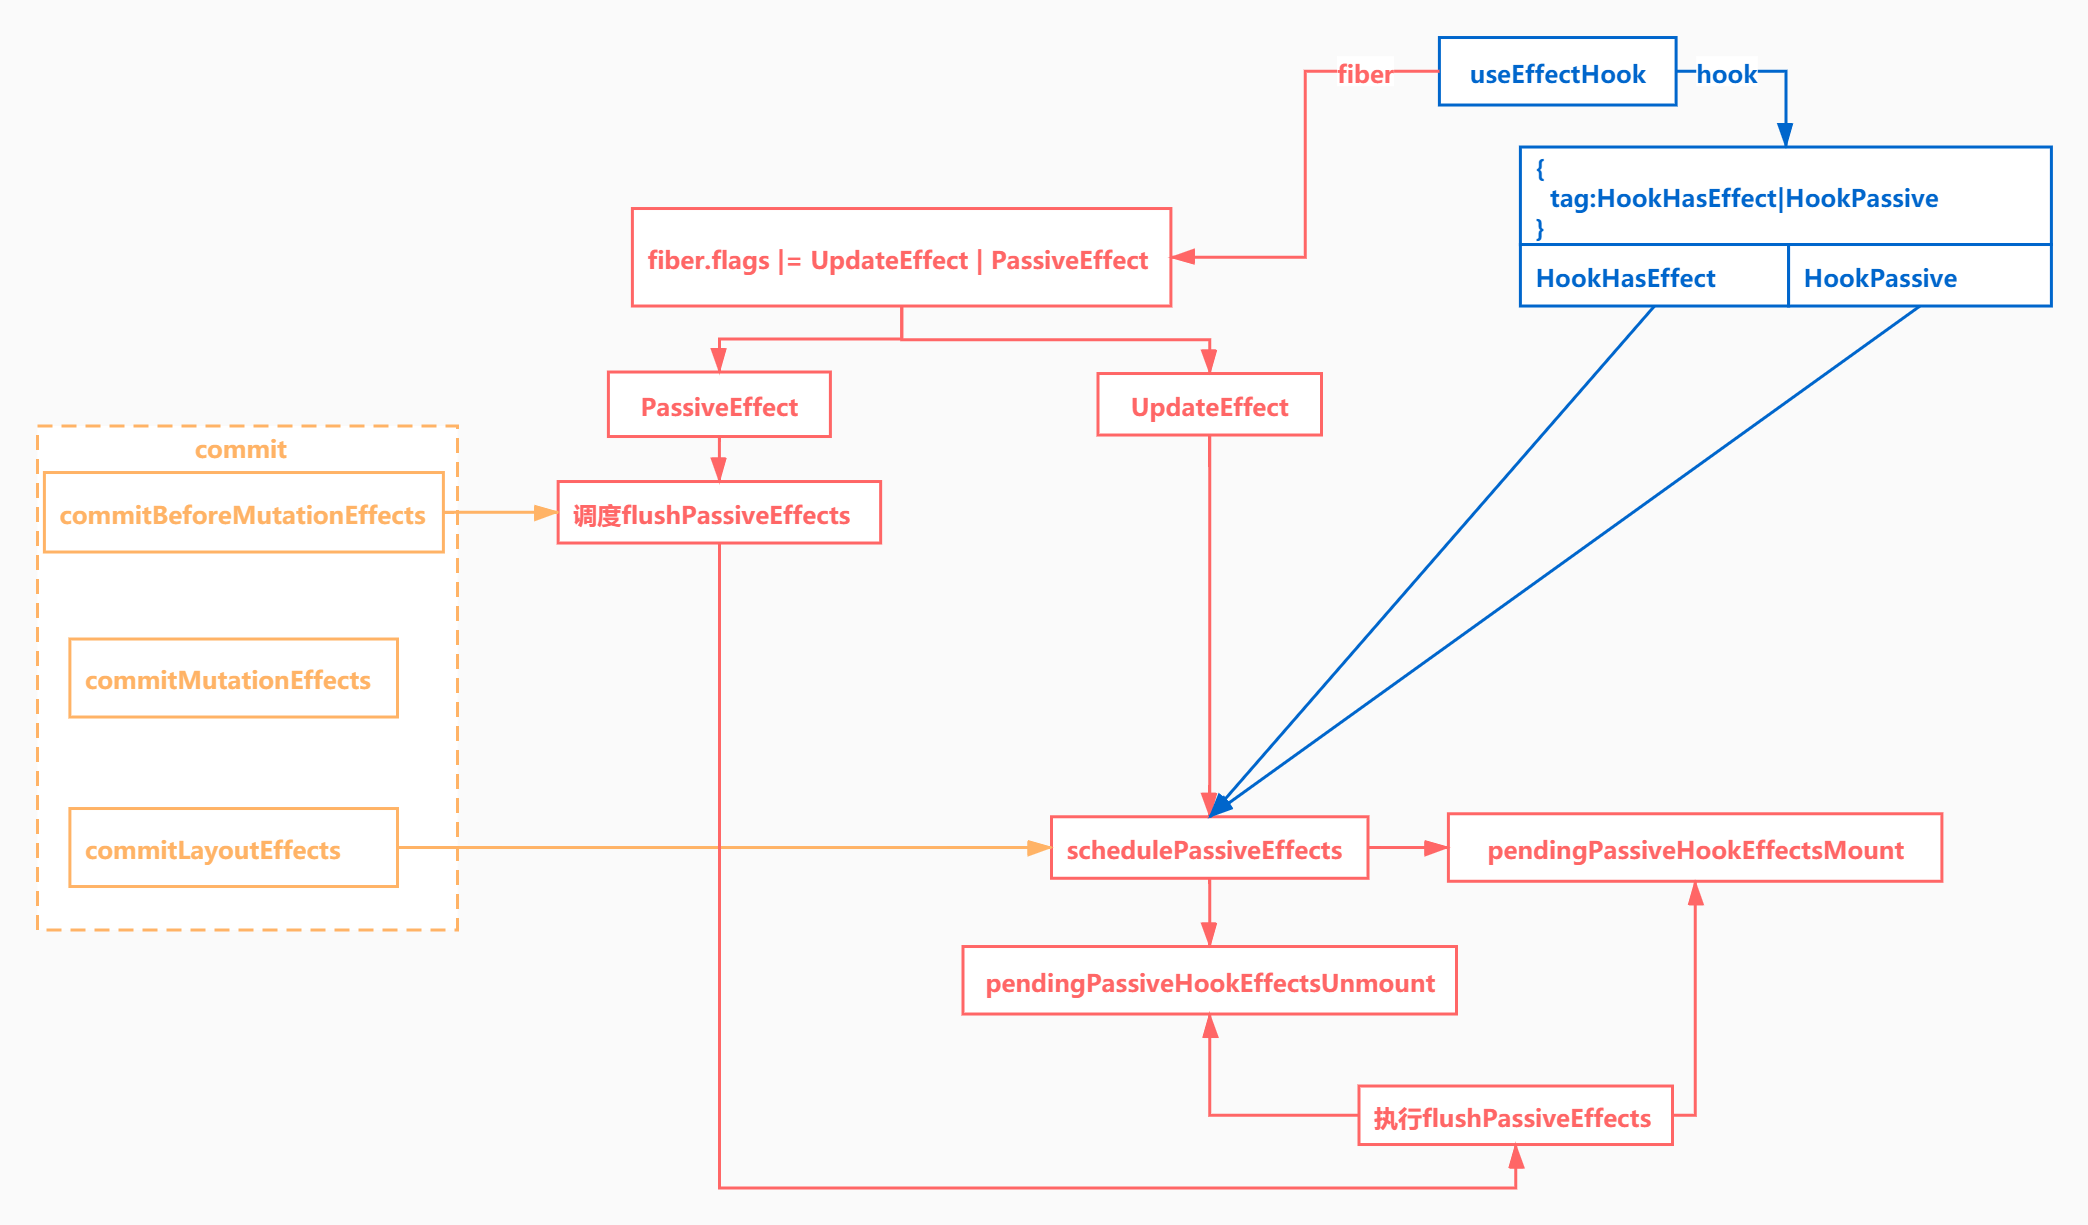 fiber
useEffectHook
hook
{
tag:HookHasEffect|HookPassive
}
HookHasEffect
HookPassive
fiber.flags |= UpdateEffect | PassiveEffect
PassiveEffect
UpdateEffect
commit
commitBeforeMutationEffects
调度flushPassiveEffects
commitMutationEffects
commitLayoutEffects
schedulePassiveEffects
pendingPassiveHookEffectsMount
pendingPassiveHookEffectsUnmount
执行flushPassiveEffects